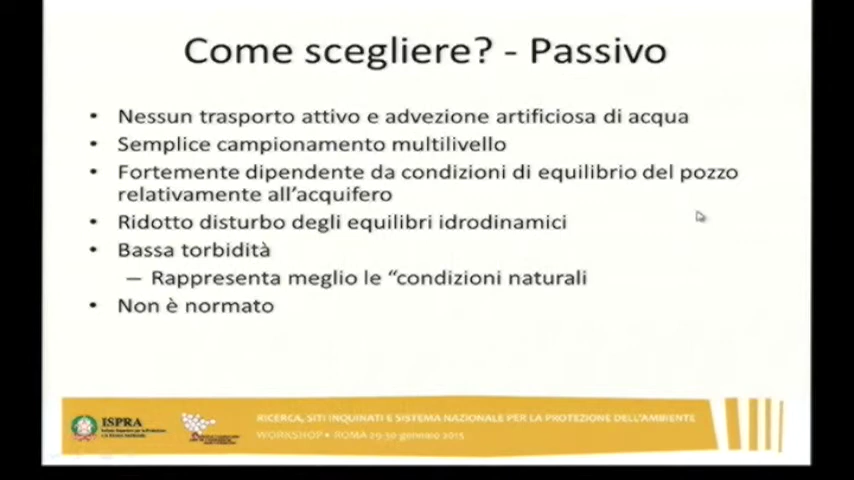 Come scegliere? - Passivo
• Nessun trasporto attivo e advezione artificiosa di acqua
• Semplice campionamento multilivello
• Fortemente dipendente da condizioni di equilibrio del pozzo
relativamente all'acquifero
• Ridotto disturbo degli equilibri idrodinamici
• Bassa torbidità
– Rappresenta meglio le "condizioni naturali
• Non è normato
ISPRA
RICERCA, SITI INQUINATI E SISTEMA NAZIONALE PER LA PROTEZIONE DELL'AMBIENTE
WORKSHOP • ROMA 29-30 gennaio 2015